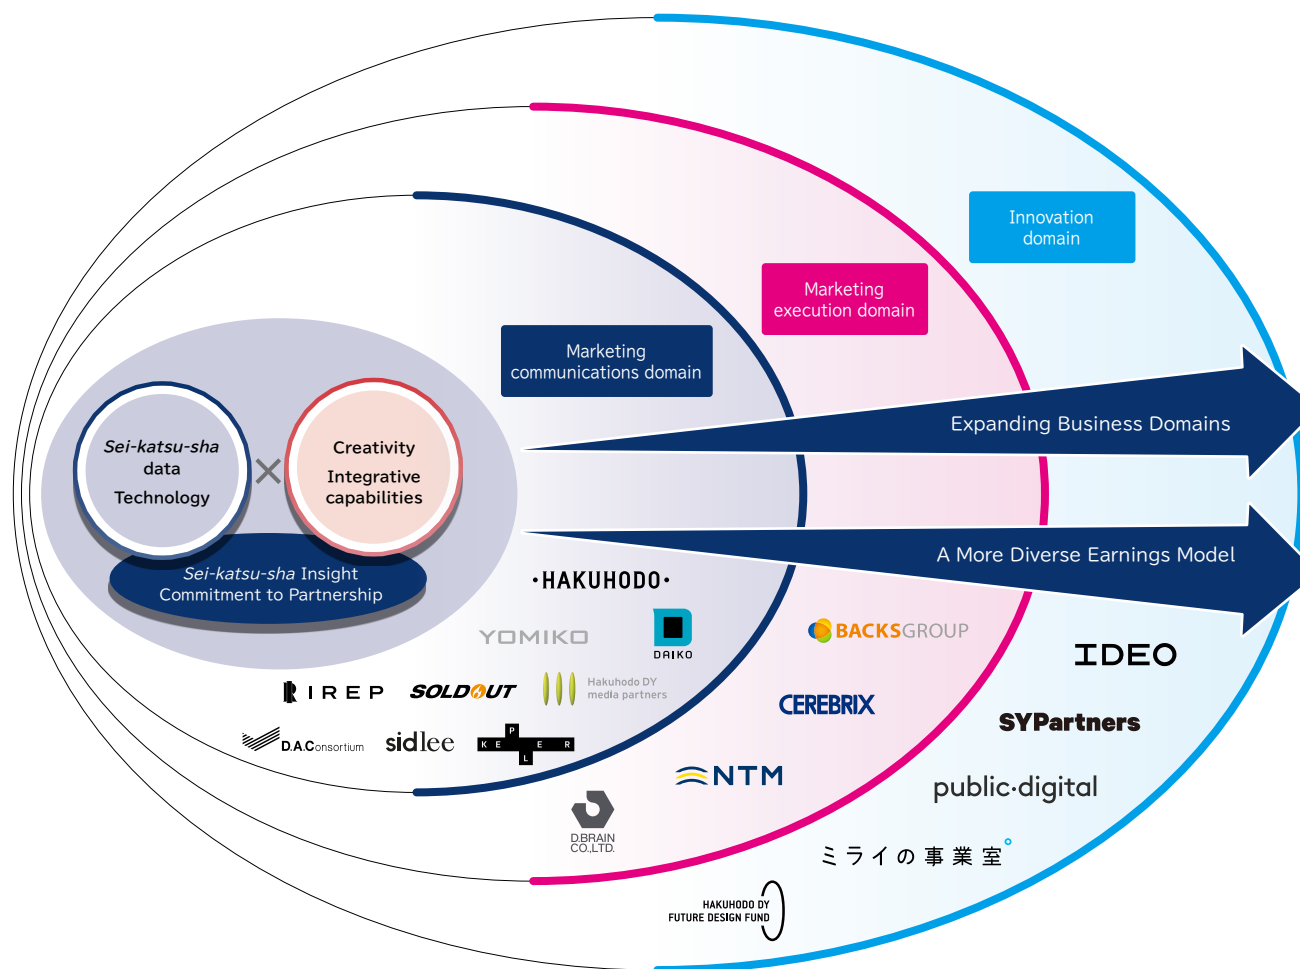 Innovation
domain
Marketing
execution domain
Marketing
communications domain
Sei-katsu-sha
data
Technology
×
Creativity
Integrative
capabilities
Sei-katsu-sha Insight
Commitment to Partnership
Expanding Business Domains
A More Diverse Earnings Model
·HAKUHODO·
YOMIKO
DAIKO
IREP
SOLDOUT
Hakuhodo DY
media partners
D.A.Consortium
sidlee
KEPLER
BACKSGROUP
CEREBRIX
NTM
D.BRAIN
CO.,LTD.
IDEO
SYPartners
public·digital
ミライの事業室°
HAKUHODO DY
FUTURE DESIGN FUND